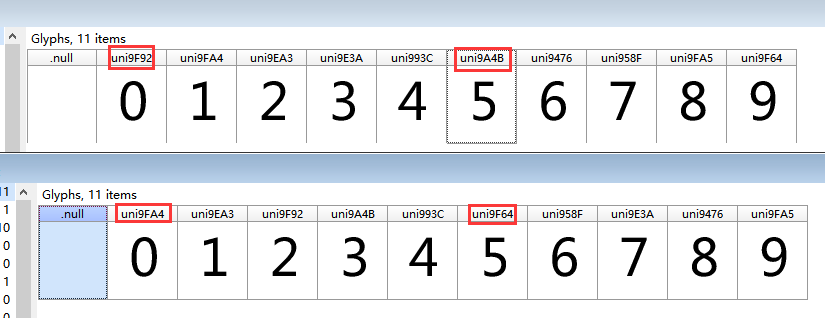 Glyphs, 11 items
.null uni9F92 uni9FA4 uni9EA3 uni9E3A uni993C uni9A4B uni9476 uni958F uni9FA5 uni9F64
0 1 2 3 4 5 6 7 8 9
11 Glyphs, 11 items
1 .null uni9FA4 uni9EA3 uni9F92 uni9A4B uni993C uni9F64 uni958F uni9E3A uni9476 uni9FA5
10
0
0 0 1 2 3 4 5 6 7 8 9
1
0